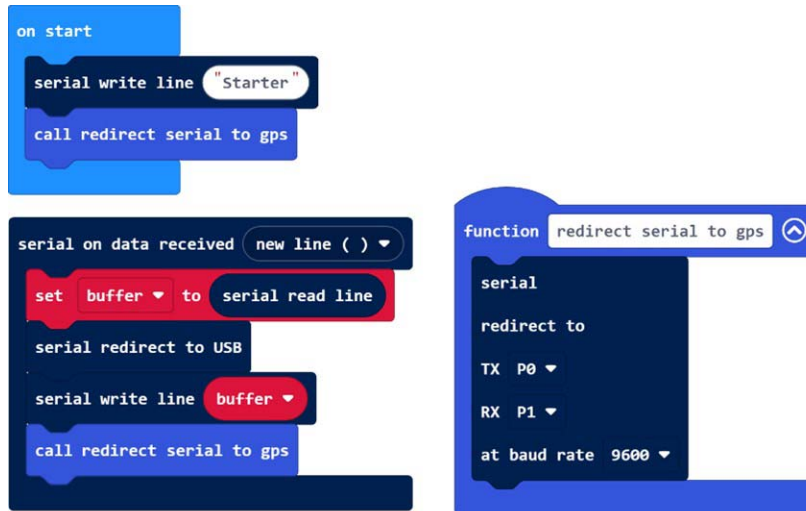 on start
serial write line "Starter"
call redirect serial to gps
serial on data received new line ( )
set buffer to serial read line
serial redirect to USB
serial write line buffer
call redirect serial to gps
function redirect serial to gps
serial
redirect to
TX P0
RX P1
at baud rate 9600